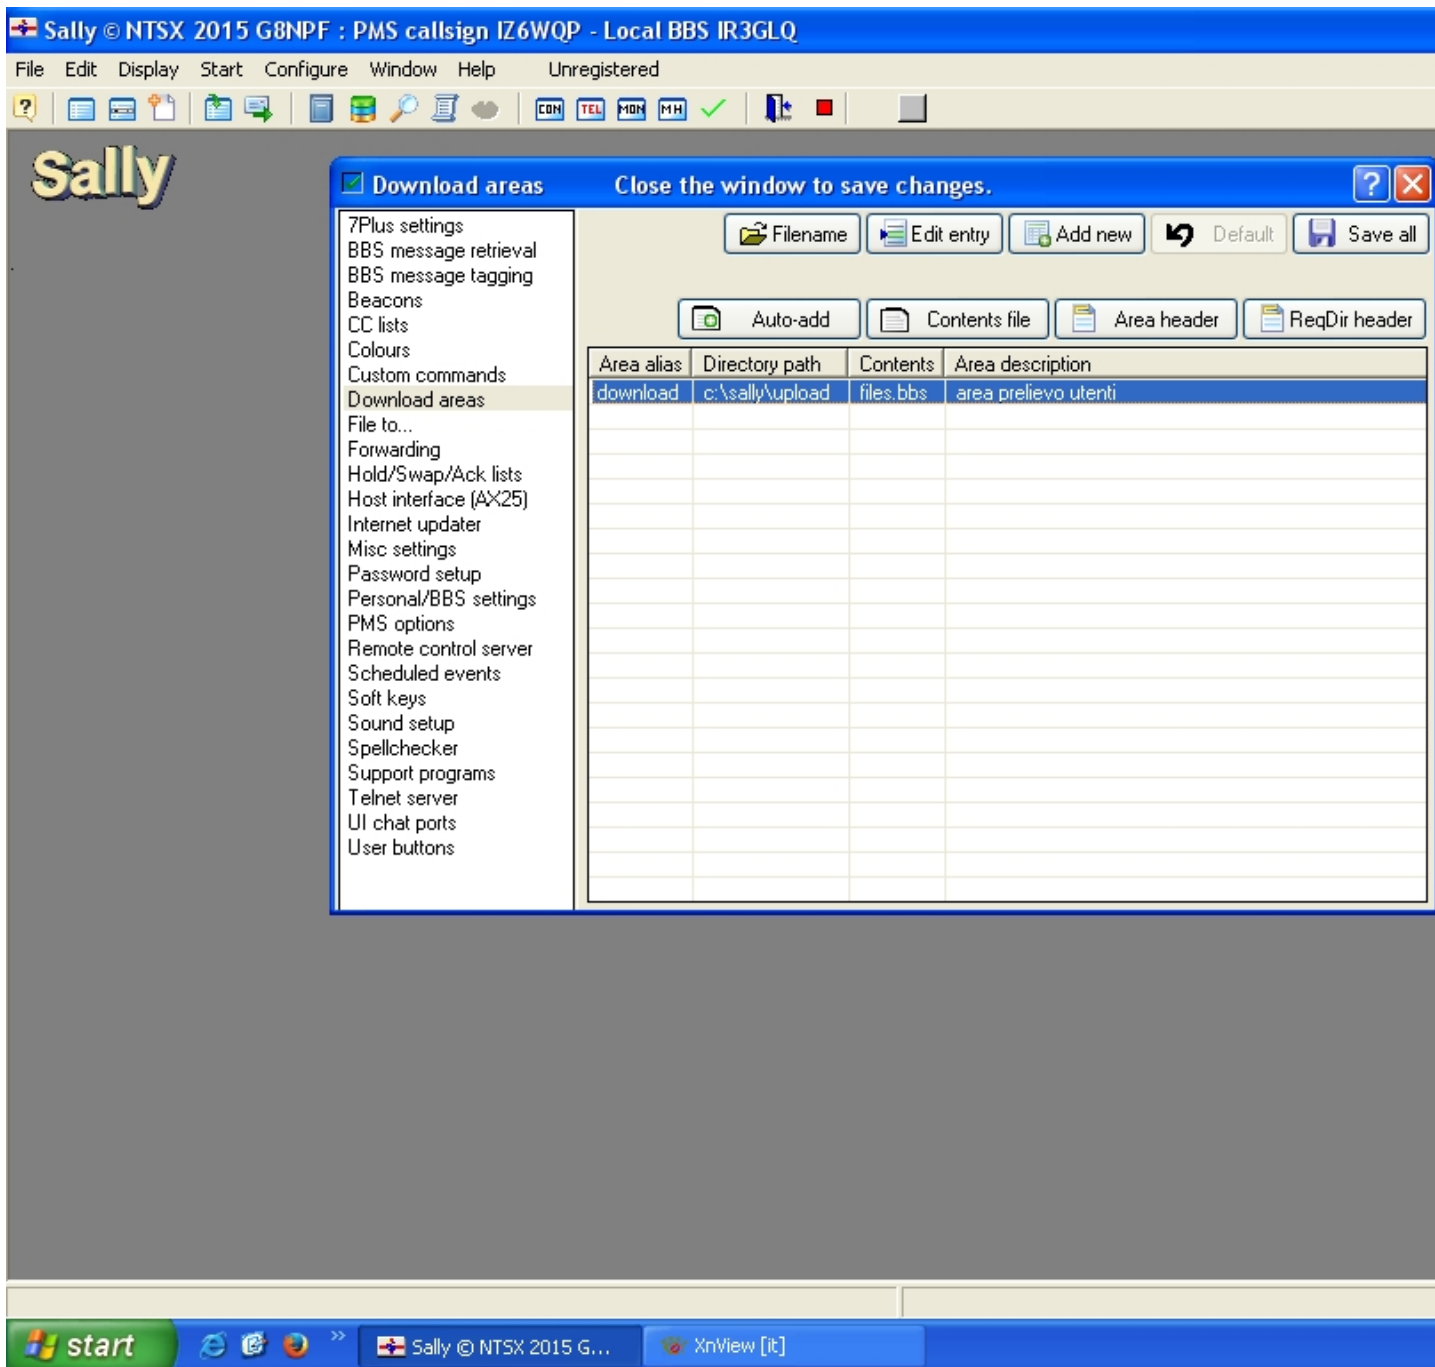 Sally © NTSX 2015 G8NPF : PMS callsign IZ6WQP - Local BBS IR3GLQ
File Edit Display Start Configure Window Help Unregistered
CON TEL MON MH
Sally
Download areas Close the window to save changes.
Filename Edit entry Add new Default Save all
Auto-add Contents file Area header ReqDir header
7Plus settings
BBS message retrieval
BBS message tagging
Beacons
CC lists
Colours
Custom commands
Download areas
File to...
Forwarding
Hold/Swap/Ack lists
Host interface (AX25)
Internet updater
Misc settings
Password setup
Personal/BBS settings
PMS options
Remote control server
Scheduled events
Soft keys
Sound setup
Spellchecker
Support programs
Telnet server
UI chat ports
User buttons
Area alias Directory path Contents Area description
download c:\sally\upload files.bbs area prelievo utenti
start Sally © NTSX 2015 G... XnView [it]